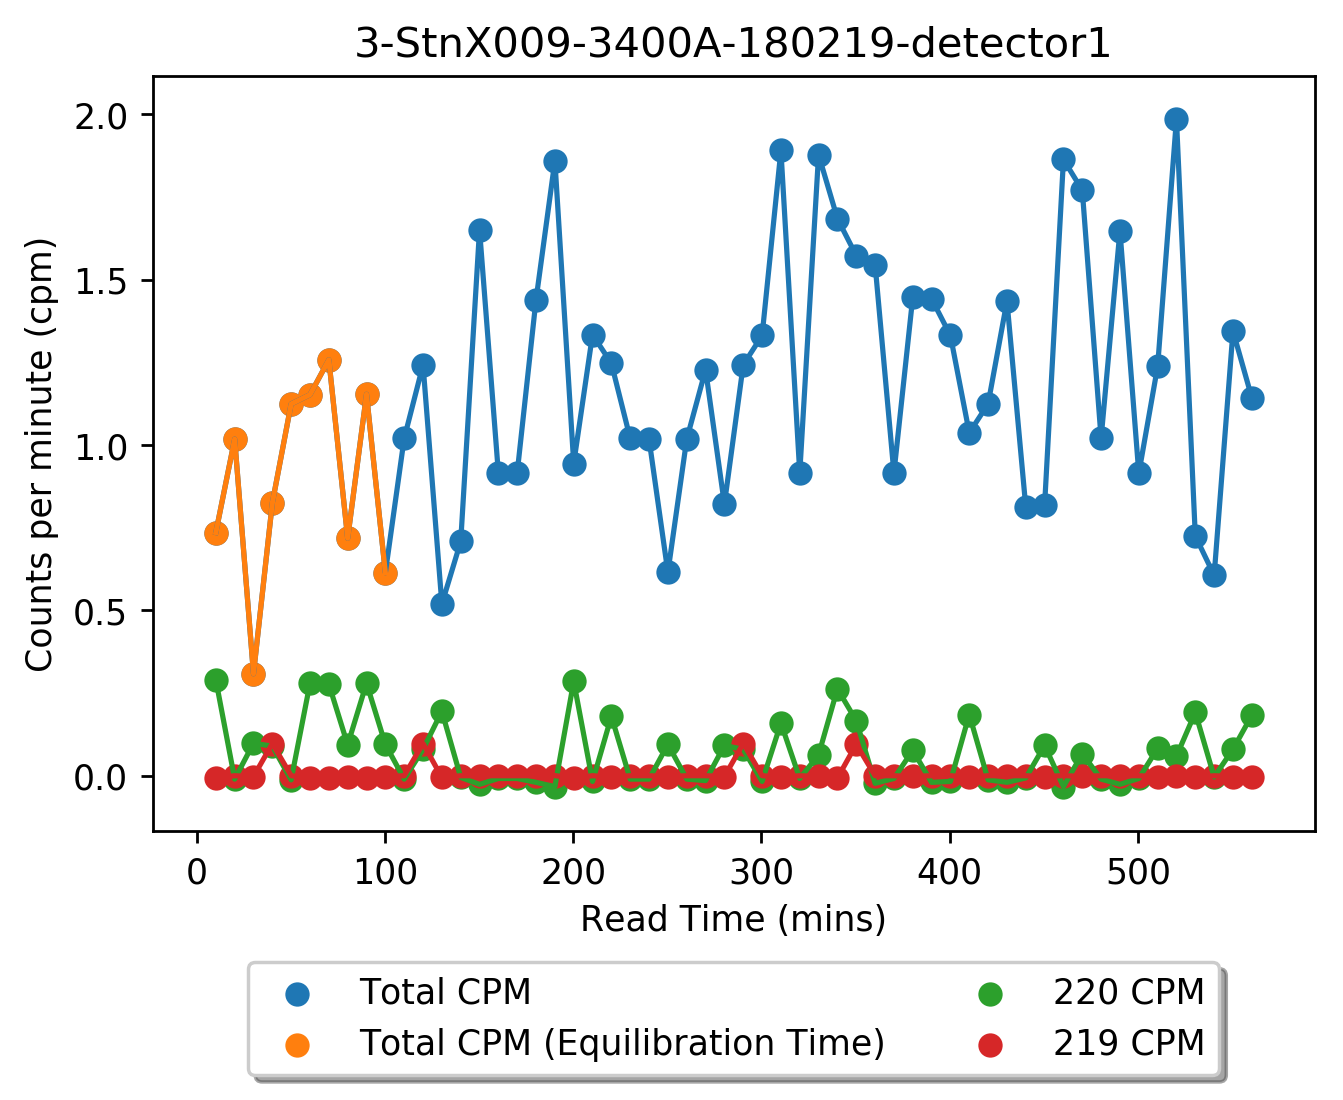 3-StnX009-3400A-180219-detector1
Counts per minute (cpm)
2.0
1.5
1.0
0.5
0.0
0 100 200 300 400 500
Read Time (mins)
Total CPM 220 CPM
Total CPM (Equilibration Time) 219 CPM